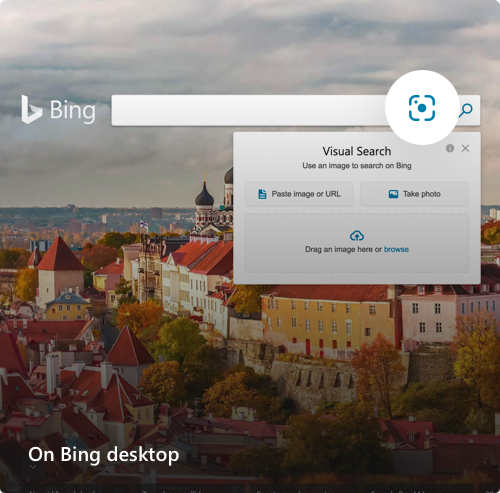 Bing
Visual Search
Use an image to search on Bing
Paste image or URL
Take photo
Drag an image here or browse
On Bing desktop